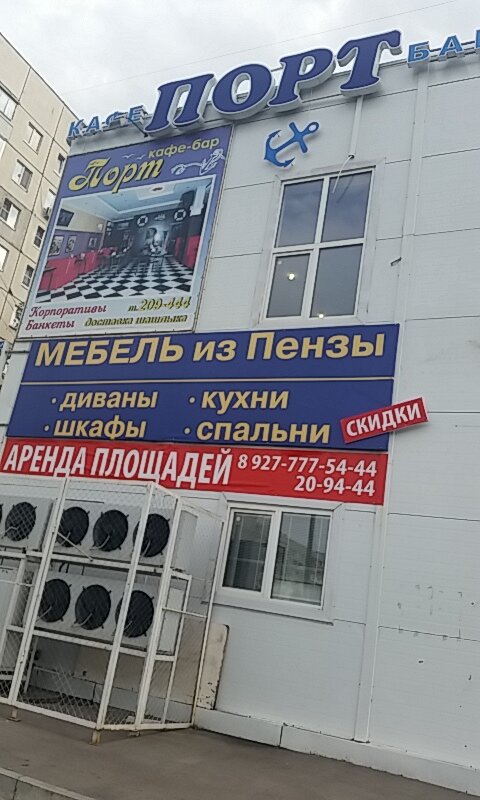 КАФЕ ПОРТ БАР
кафе-бар
Порт
Корпоративы т. 209-444
Банкеты доставка шашлыка
МЕБЕЛЬ из Пензы
· диваны · кухни
· шкафы · спальни
СКИДКИ
АРЕНДА ПЛОЩАДЕЙ 8 927-777-54-44
20-94-44